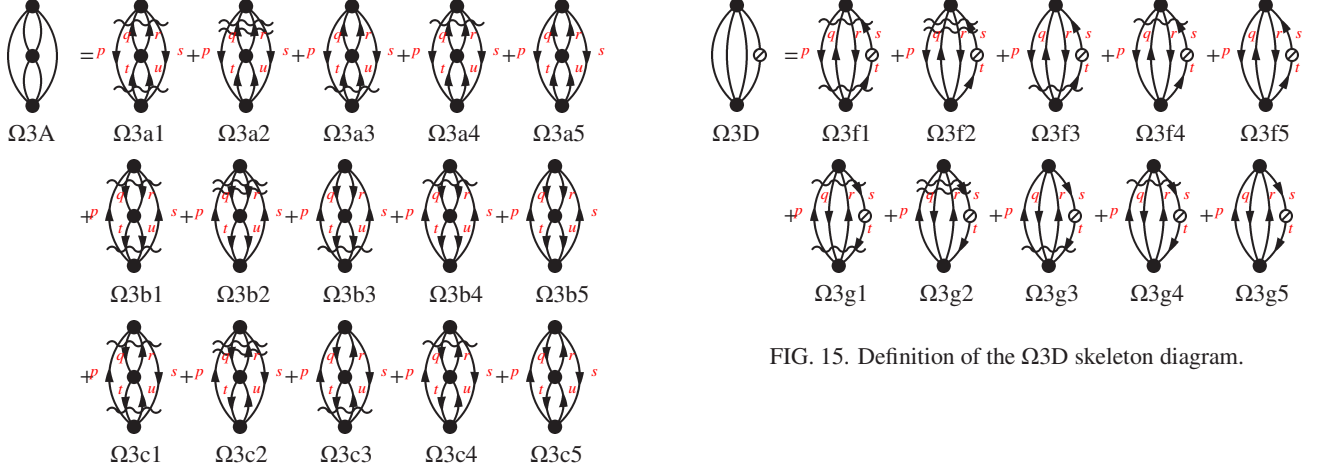 = p q r s t u + p q r s t u + p q r s t u + p q r s t u + p q r s t u
Ω3A Ω3a1 Ω3a2 Ω3a3 Ω3a4 Ω3a5
+ p q r s t u + p q r s t u + p q r s t u + p q r s t u + p q r s t u
Ω3b1 Ω3b2 Ω3b3 Ω3b4 Ω3b5
+ p q r s t u + p q r s t u + p q r s t u + p q r s t u + p q r s t u
Ω3c1 Ω3c2 Ω3c3 Ω3c4 Ω3c5
= p q r s t + p q r s t + p q r s t + p q r s t + p q r s t
Ω3D Ω3f1 Ω3f2 Ω3f3 Ω3f4 Ω3f5
+ p q r s t + p q r s t + p q r s t + p q r s t + p q r s t
Ω3g1 Ω3g2 Ω3g3 Ω3g4 Ω3g5
FIG. 15. Definition of the Ω3D skeleton diagram.